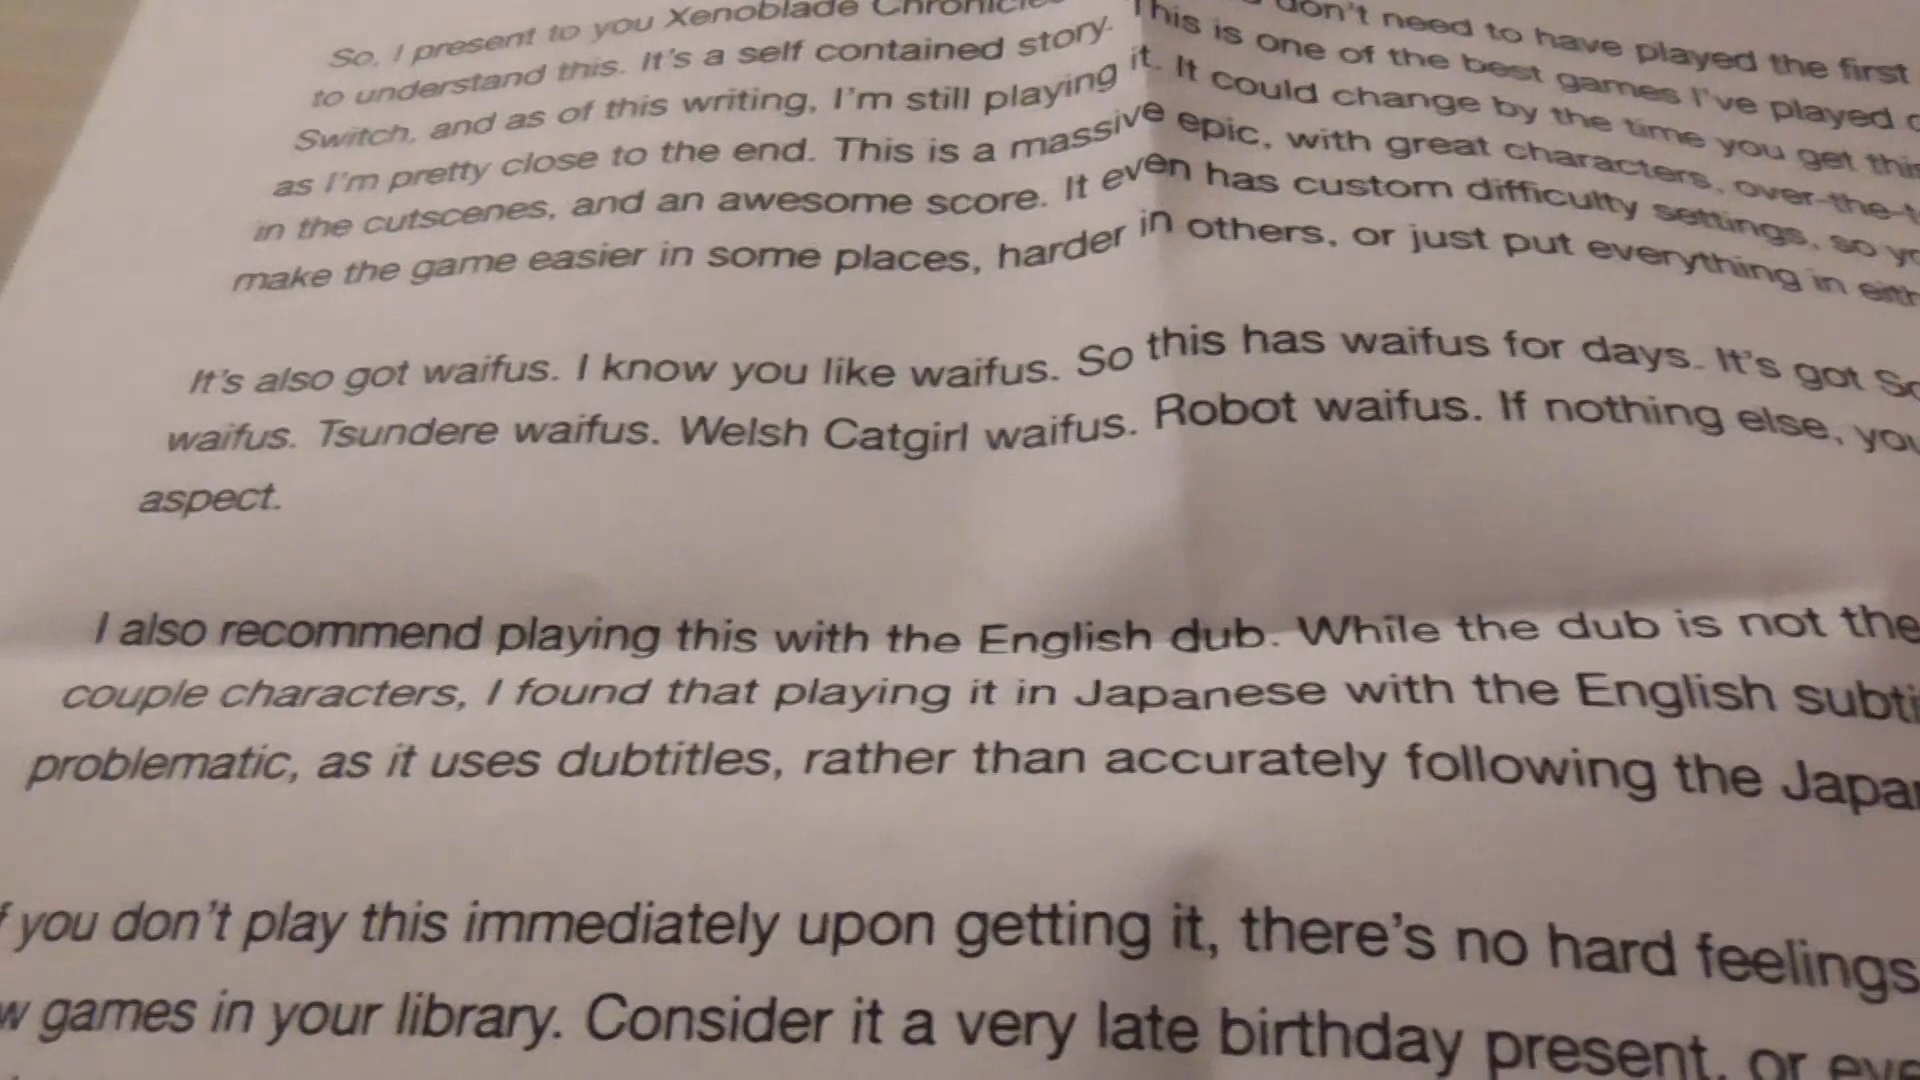 So, I present to you Xenoblade Chronicles don't need to have played the first
to understand this. It's a self contained story. This is one of the best games I've played
Switch, and as of this writing, I'm still playing it. It could change by the time you get this
as I'm pretty close to the end. This is a massive epic, with great characters, over-the-t
in the cutscenes, and an awesome score. It even has custom difficulty settings, so yo
make the game easier in some places, harder in others, or just put everything in eith
It's also got waifus. I know you like waifus. So this has waifus for days. It's got
waifus. Tsundere waifus. Welsh Catgirl waifus. Robot waifus. If nothing else, you
aspect.
I also recommend playing this with the English dub. While the dub is not the
couple characters, I found that playing it in Japanese with the English subti
problematic, as it uses dubtitles, rather than accurately following the Japan
f you don't play this immediately upon getting it, there's no hard feelings
w games in your library. Consider it a very late birthday present, or eve